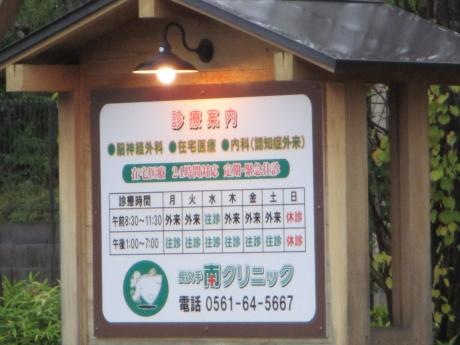 診療案内
●脳神経外科 ●在宅医療 ●内科(認知症外来)
在宅医療 24時間対応 定期・緊急往診
診療時間 月 火 水 木 金 土 日
午前8:30～11:30 外来 外来 往診 外来 外来 外来 休診
午後1:00～7:00 往診 往診 往診 往診 往診 往診 休診
長久手 南クリニック
電話 0561-64-5667